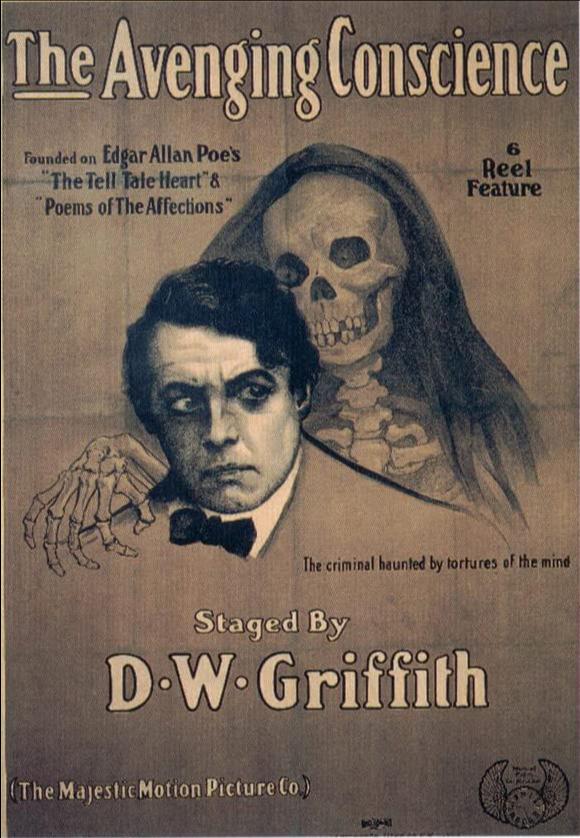 The Avenging Conscience
Founded on Edgar Allan Poe's
"The Tell Tale Heart" &
"Poems of The Affections"
6
Reel
Feature
The criminal haunted by tortures of the mind
Staged By
D·W·Griffith
(The Majestic Motion Picture Co.)